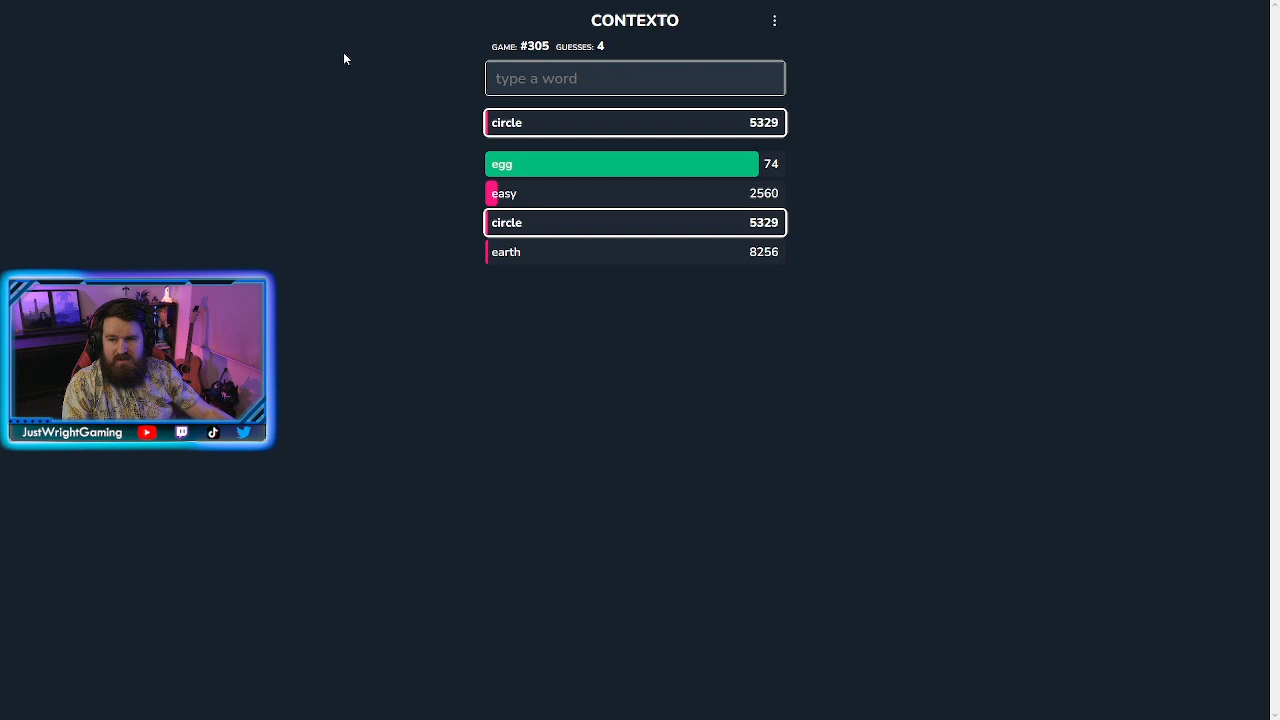 CONTEXTO
GAME: #305 GUESSES: 4
type a word
circle 5329
egg 74
easy 2560
circle 5329
earth 8256
JustWrightGaming